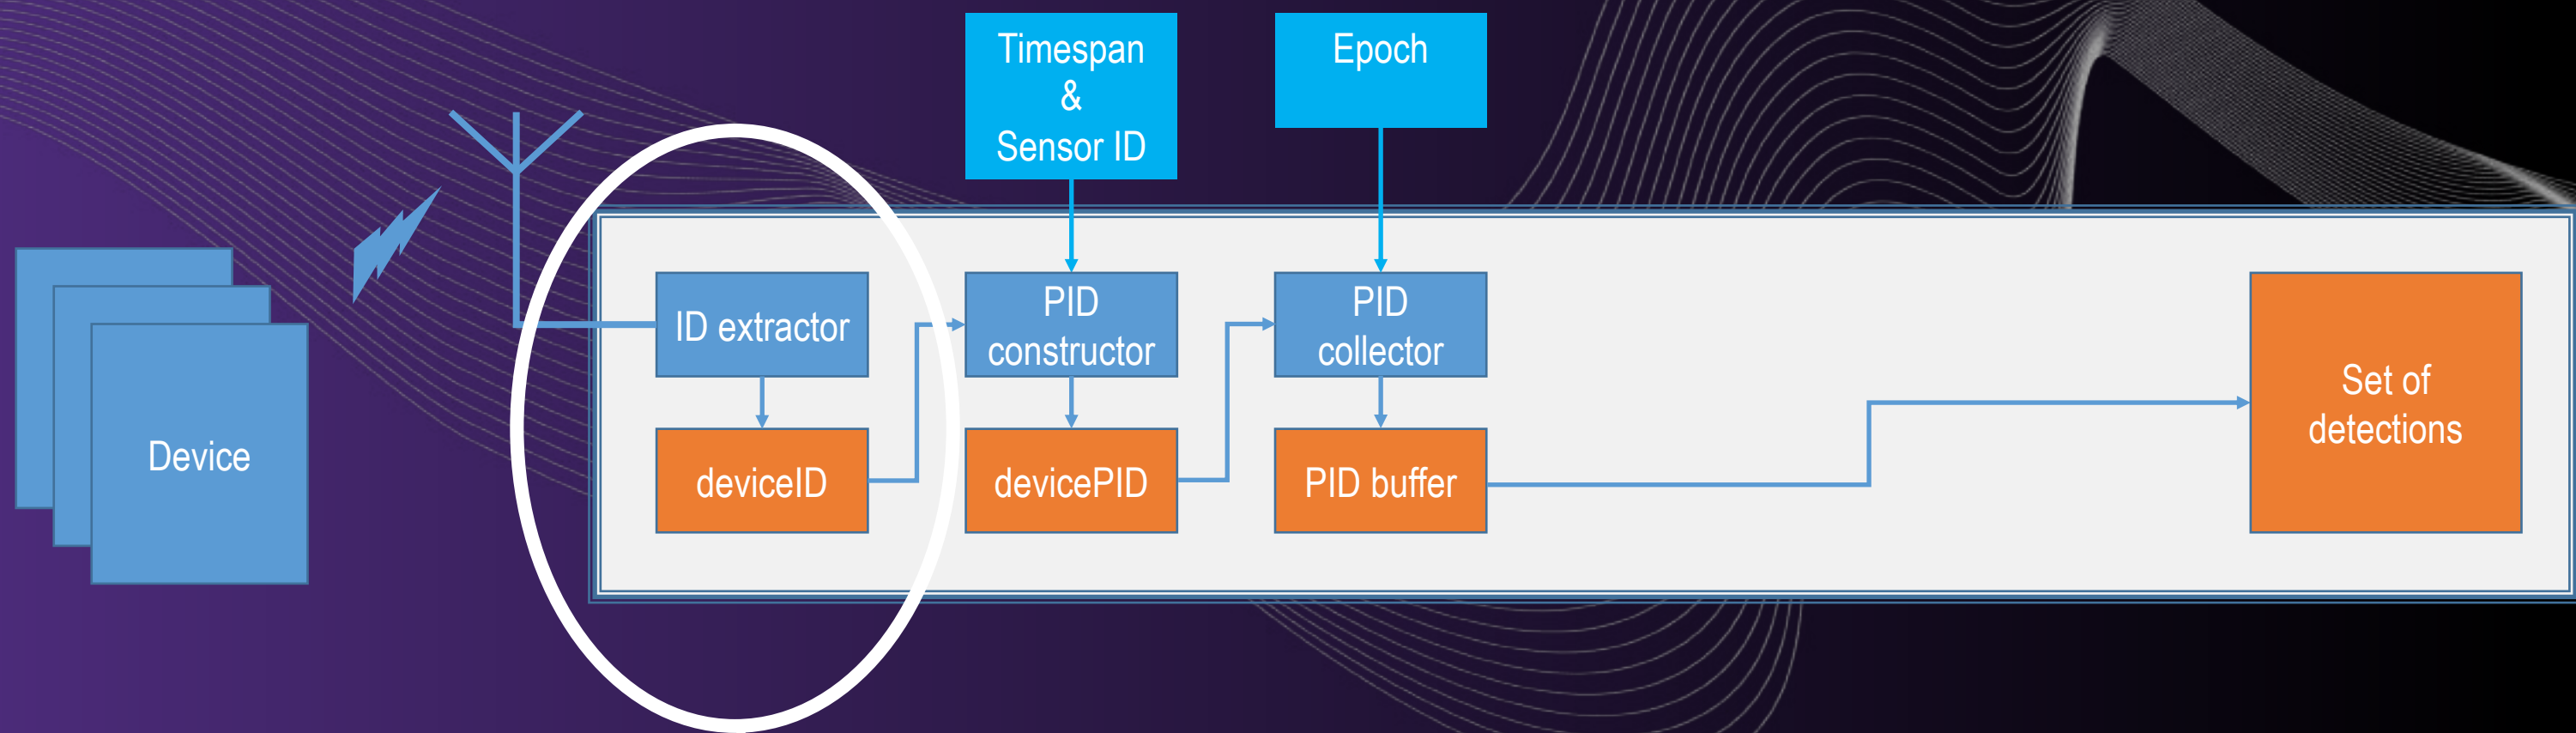 Timespan
&
Sensor ID
Epoch
Device
ID extractor
deviceID
PID
constructor
devicePID
PID
collector
PID buffer
Set of
detections